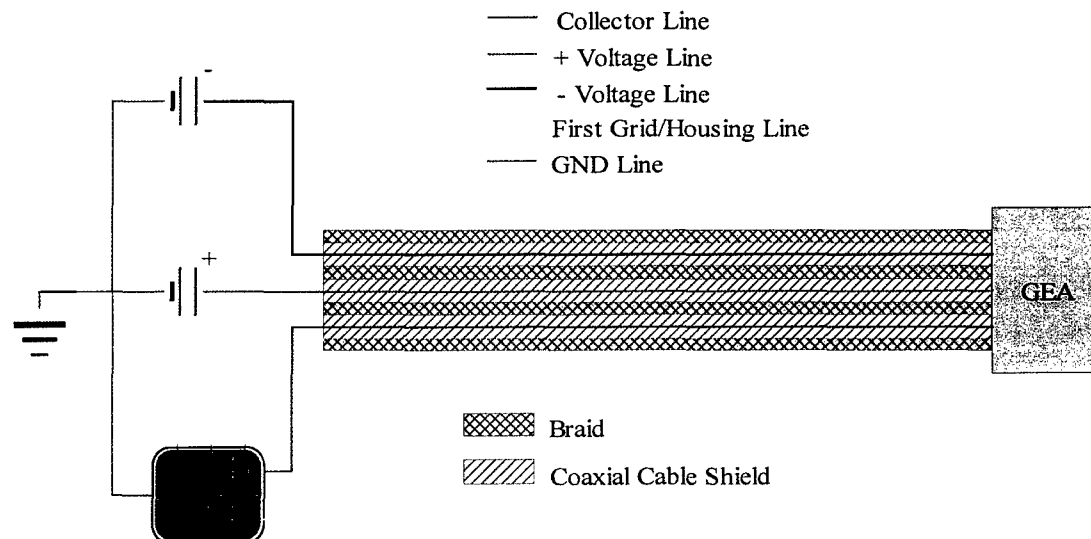 Collector Line
+ Voltage Line
- Voltage Line
First Grid/Housing Line
GND Line
-
+
GEA
Braid
Coaxial Cable Shield